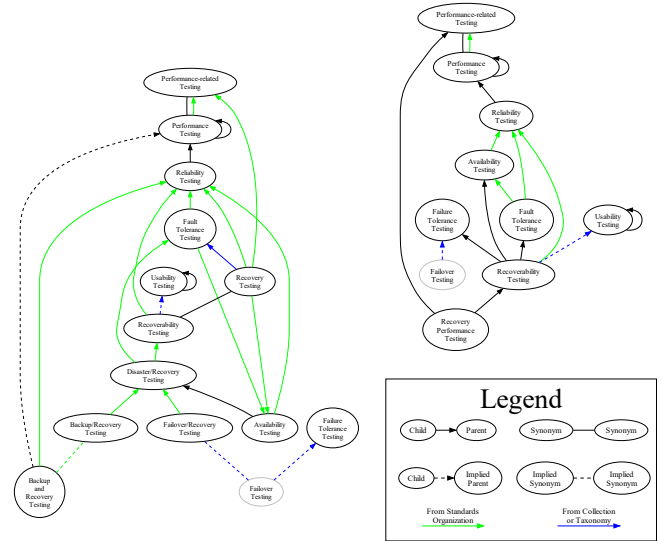 Performance-related
Testing
Performance
Testing
Reliability
Testing
Fault
Tolerance
Testing
Usability
Testing
Recovery
Testing
Recoverability
Testing
Disaster/Recovery
Testing
Backup/Recovery
Testing
Failover/Recovery
Testing
Availability
Testing
Failure
Tolerance
Testing
Backup
and
Recovery
Testing
Failover
Testing
Performance-related
Testing
Performance
Testing
Reliability
Testing
Availability
Testing
Failure
Tolerance
Testing
Fault
Tolerance
Testing
Usability
Testing
Failover
Testing
Recoverability
Testing
Recovery
Performance
Testing
Legend
Child
Parent
Synonym
Synonym
Child
Implied
Parent
Implied
Synonym
Implied
Synonym
From Standards
Organization
From Collection
or Taxonomy